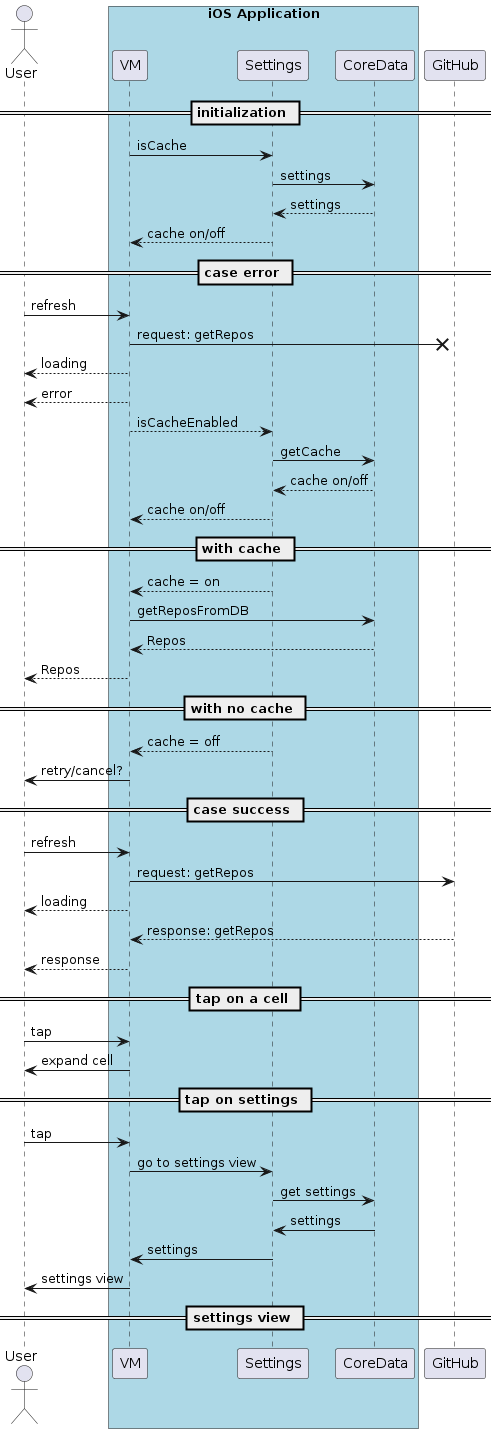 iOS Application
User
VM
Settings
CoreData
GitHub
initialization
isCache
settings
settings
cache on/off
case error
refresh
request: getRepos
loading
error
isCacheEnabled
getCache
cache on/off
cache on/off
with cache
cache = on
getReposFromDB
Repos
Repos
with no cache
cache = off
retry/cancel?
case success
refresh
request: getRepos
loading
response: getRepos
response
tap on a cell
tap
expand cell
tap on settings
tap
go to settings view
get settings
settings
settings
settings view
settings view
User
VM
Settings
CoreData
GitHub